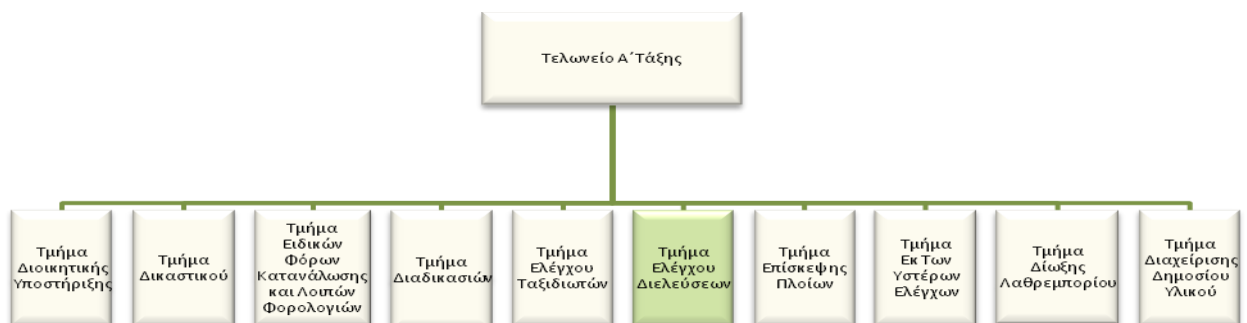 Τελωνείο Α΄Τάξης
Τμήμα
Διοικητικής
Υποστήριξης
Τμήμα
Δικαστικού
Τμήμα
Ειδικών
Φόρων
Κατανάλωσης
και Λοιπών
Φορολογιών
Τμήμα
Διαδικασιών
Τμήμα
Ελέγχου
Ταξιδιωτών
Τμήμα
Ελέγχου
Διελεύσεων
Τμήμα
Επίσκεψης
Πλοίων
Τμήμα
Εκ Των
Υστέρων
Ελέγχων
Τμήμα
Δίωξης
Λαθρεμπορίου
Τμήμα
Διαχείρισης
Δημοσίου
Υλικού